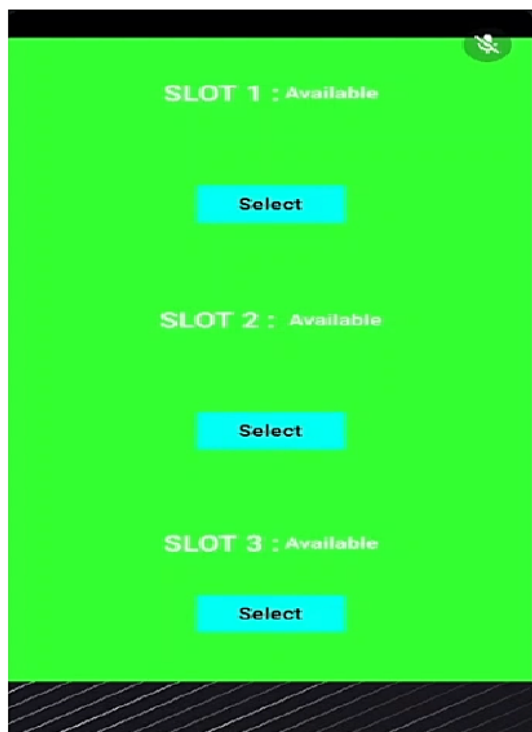 SLOT 1 : Available
Select
SLOT 2 : Available
Select
SLOT 3 : Available
Select